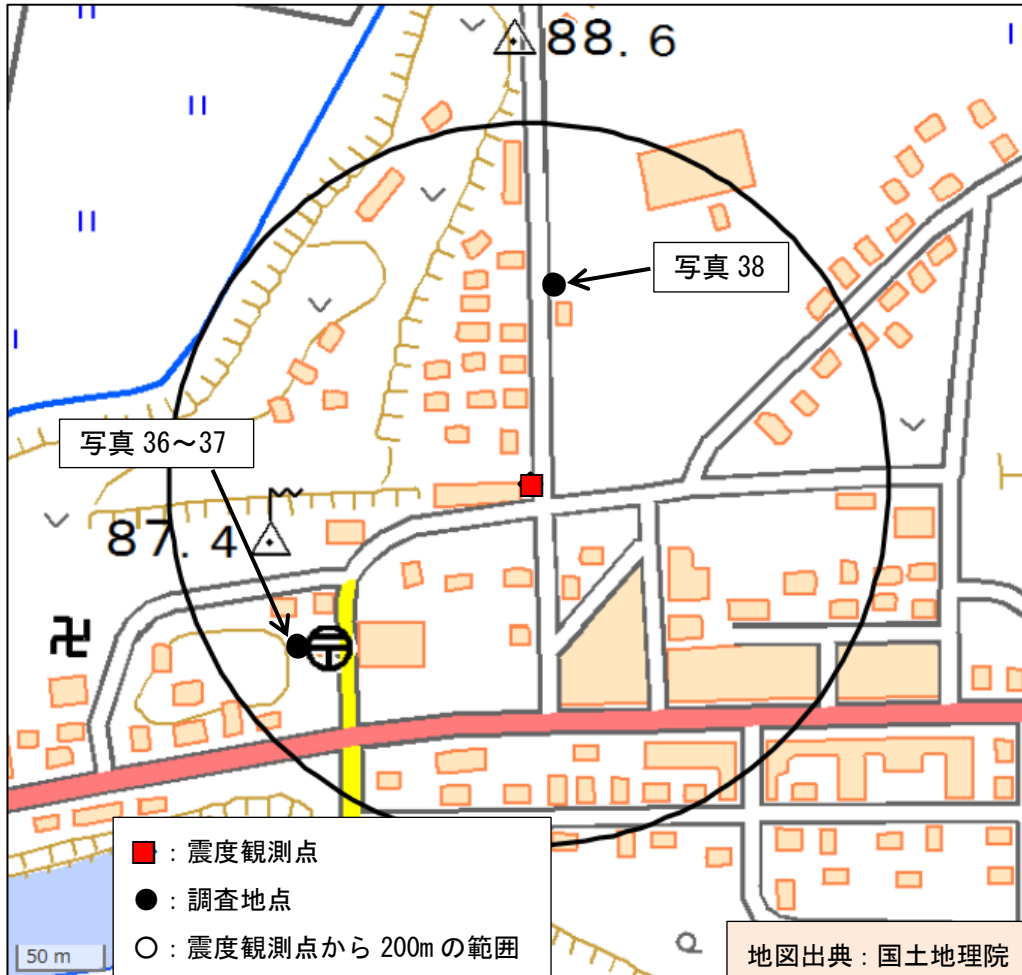 88. 6
写真 38
写真 36～37
87. 4
：震度観測点
：調査地点
：震度観測点から 200m の範囲
50 m
地図出典：国土地理院